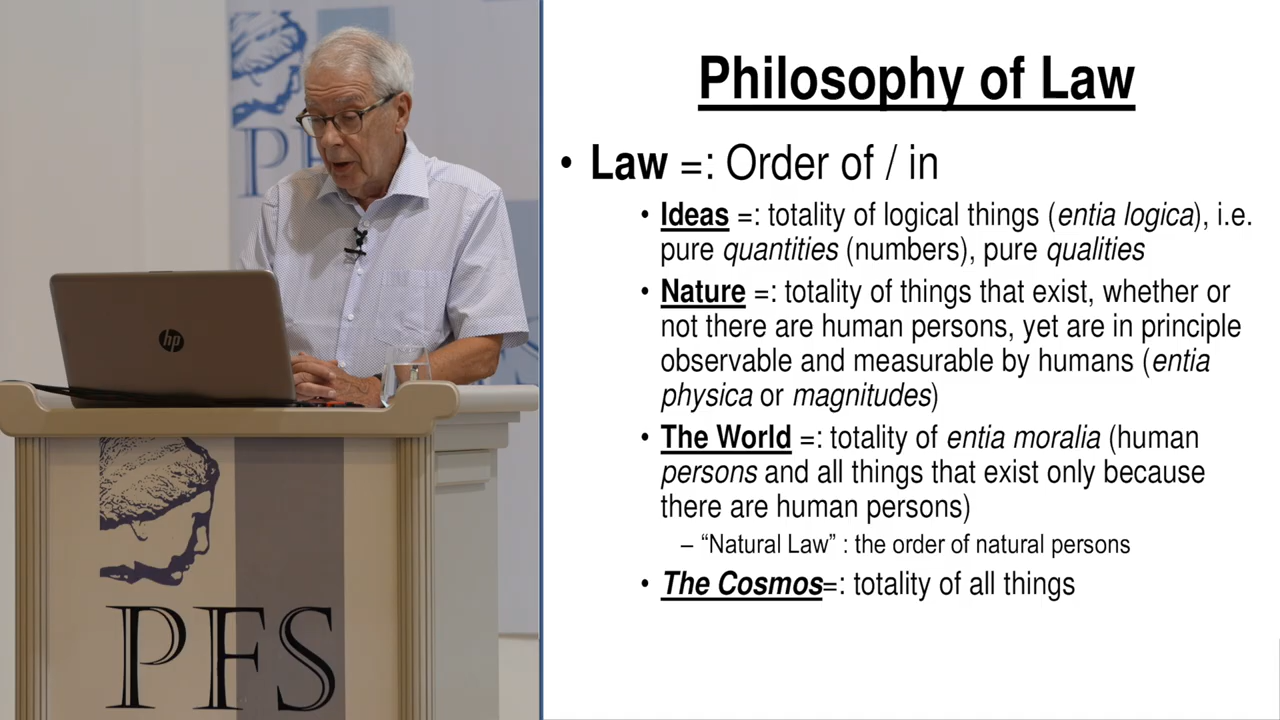 PF
hp
PFS
Philosophy of Law
• Law =: Order of / in
• Ideas =: totality of logical things (entia logica), i.e.
pure quantities (numbers), pure qualities
• Nature =: totality of things that exist, whether or
not there are human persons, yet are in principle
observable and measurable by humans (entia
physica or magnitudes)
• The World =: totality of entia moralia (human
persons and all things that exist only because
there are human persons)
– “Natural Law” : the order of natural persons
• The Cosmos=: totality of all things